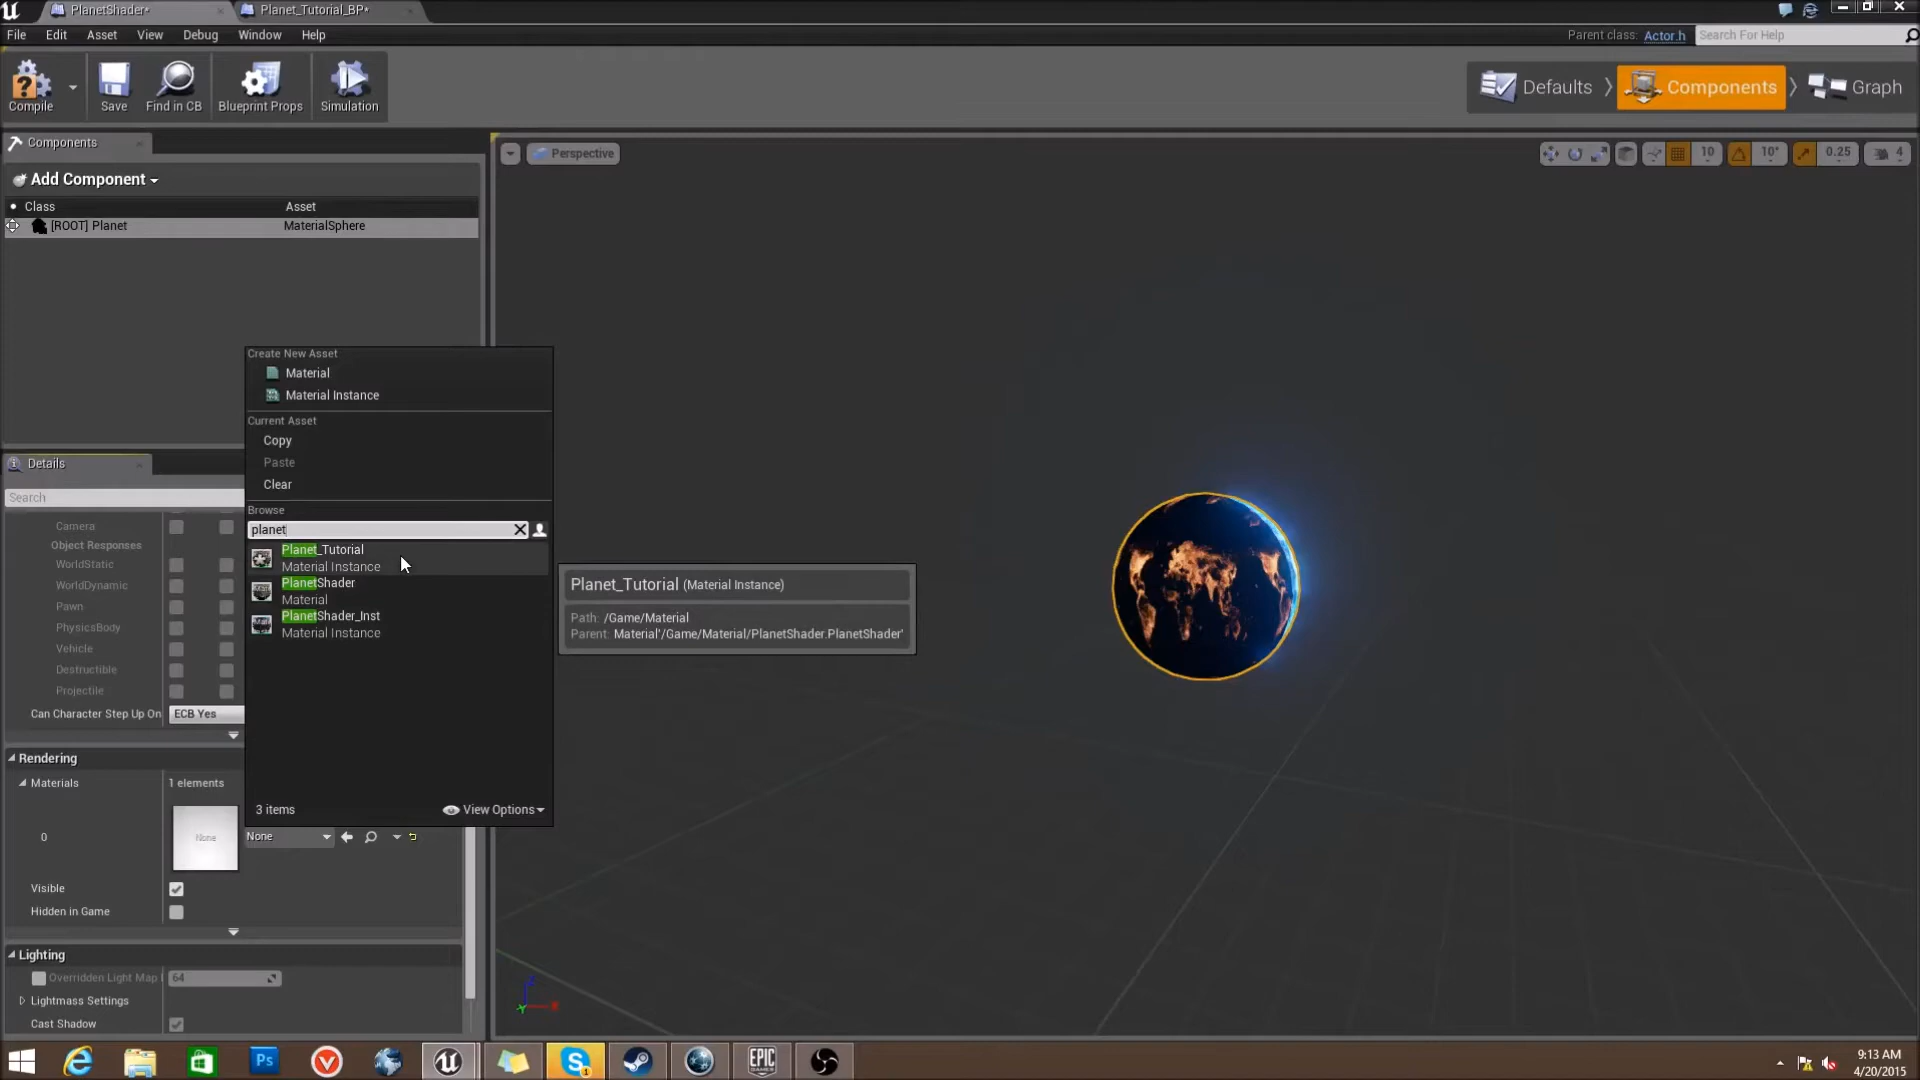 PlanetShader*
Planet_Tutorial_BP*
File Edit Asset View Debug Window Help
Parent class: Actor.h Search For Help
Compile Save Find in CB Blueprint Props Simulation
Defaults Components Graph
Components
Perspective
10 10° 0.25 4
Add Component
Class Asset
[ROOT] Planet MaterialSphere
Create New Asset
Material
Material Instance
Current Asset
Copy
Paste
Clear
Browse
planet
Planet_Tutorial
Material Instance
PlanetShader
Material
PlanetShader_Inst
Material Instance
3 items View Options
Planet_Tutorial (Material Instance)
Path: /Game/Material
Parent: Material'/Game/Material/PlanetShader.PlanetShader'
Details
Search
Camera
Object Responses
WorldStatic
WorldDynamic
Pawn
PhysicsBody
Vehicle
Destructible
Projectile
Can Character Step Up On ECB Yes
Rendering
Materials 1 elements
0 None None
Visible
Hidden in Game
Lighting
Overridden Light Map 64
Lightmass Settings
Cast Shadow
Ps
EPIC GAMES
9:13 AM
4/20/2015